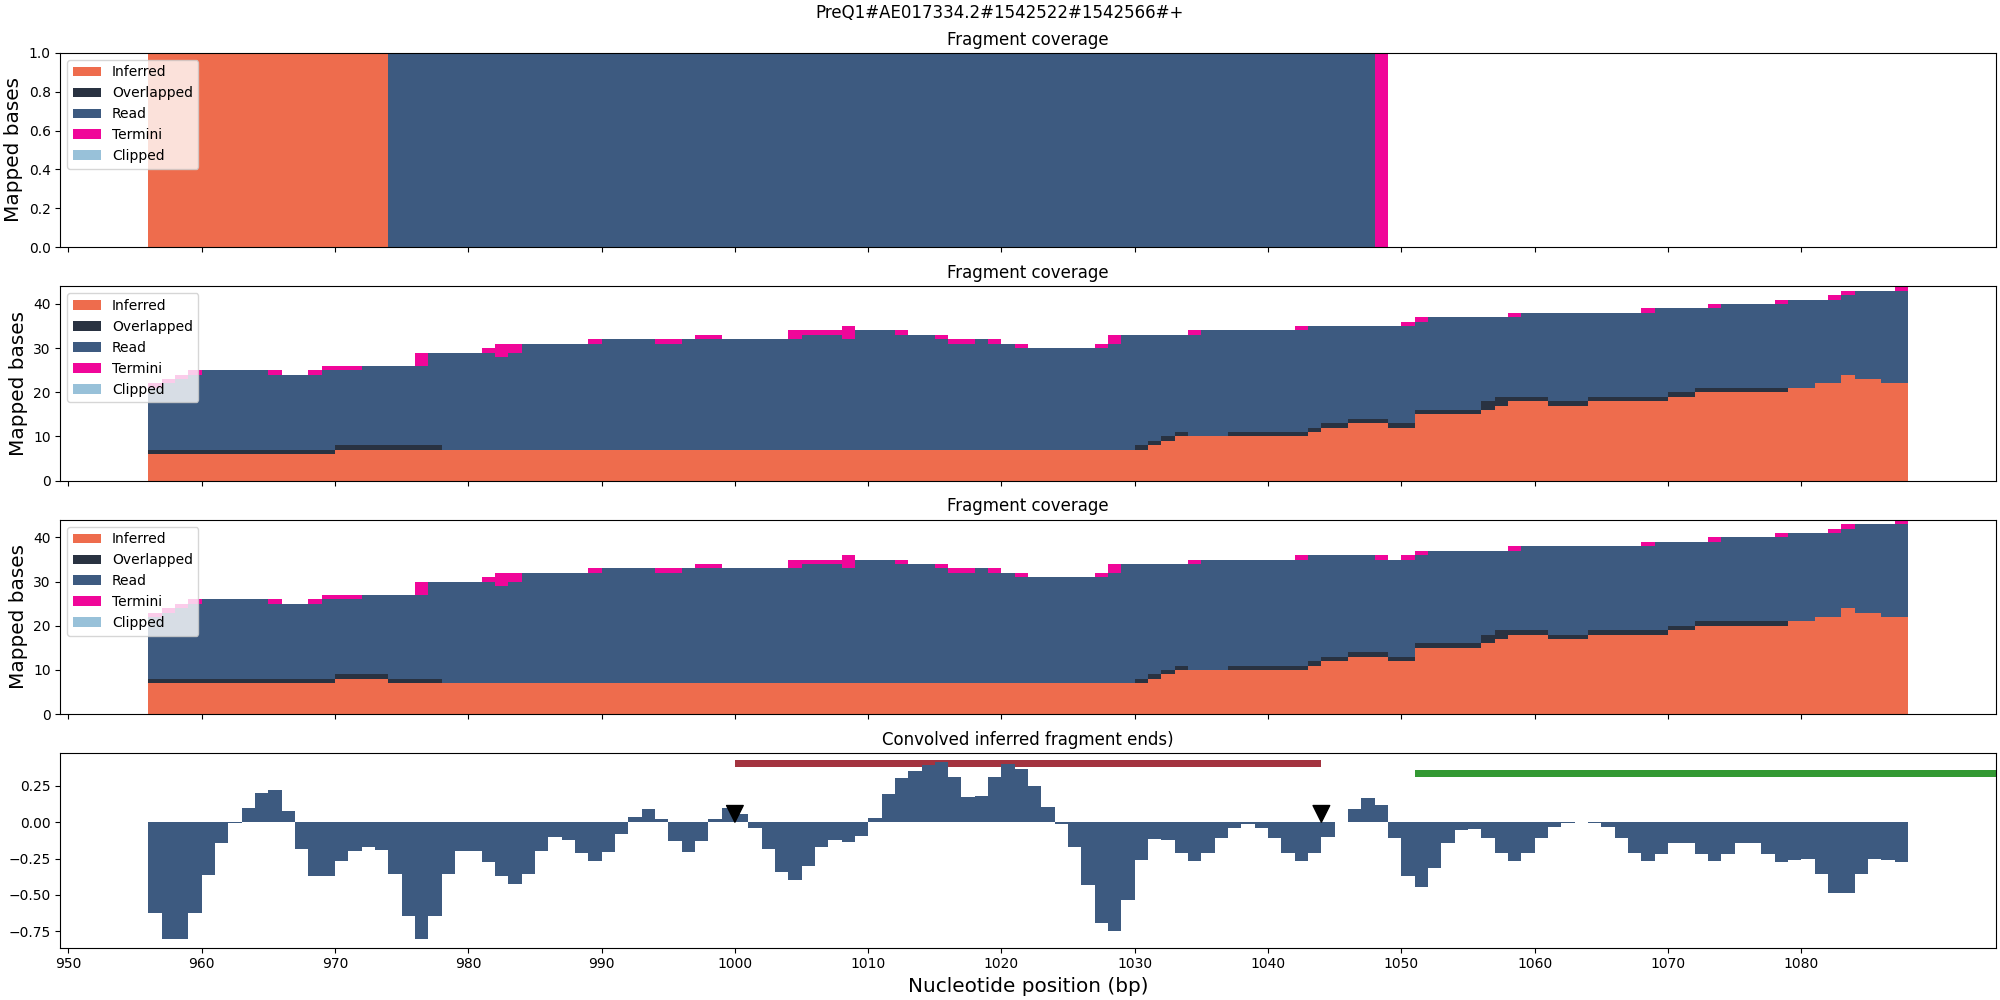 PreQ1#AE017334.2#1542522#1542566#+
Fragment coverage
Mapped bases
1.0
0.8
0.6
0.4
0.2
0.0
Inferred
Overlapped
Read
Termini
Clipped
Fragment coverage
Mapped bases
40
30
20
10
0
Inferred
Overlapped
Read
Termini
Clipped
Fragment coverage
Mapped bases
40
30
20
10
0
Inferred
Overlapped
Read
Termini
Clipped
Convolved inferred fragment ends)
0.25
0.00
−0.25
−0.50
−0.75
950 960 970 980 990 1000 1010 1020 1030 1040 1050 1060 1070 1080
Nucleotide position (bp)